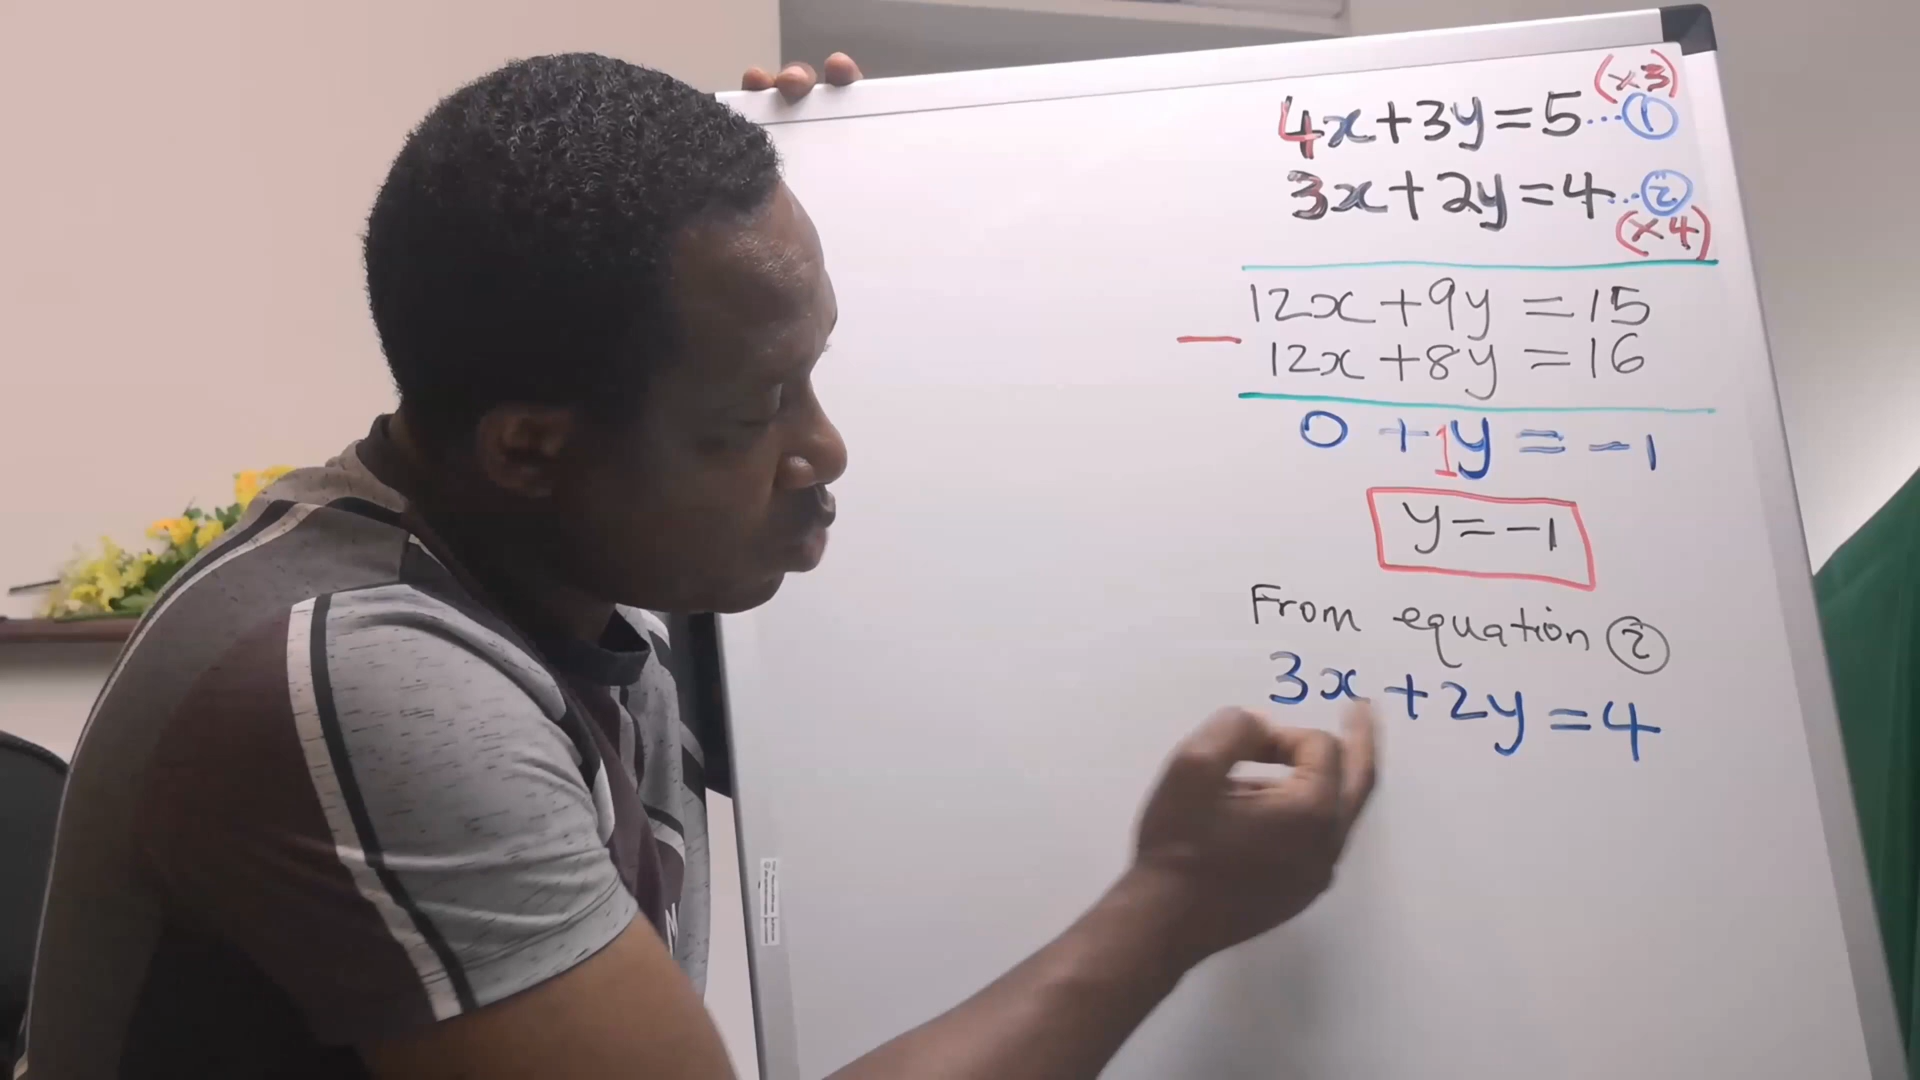 (×3)
4x+3y=5...①
3x+2y=4...②
(×4)
12x+9y=15
− 12x+8y=16
0+1y=-1
y=-1
From equation ②
3x+2y=4